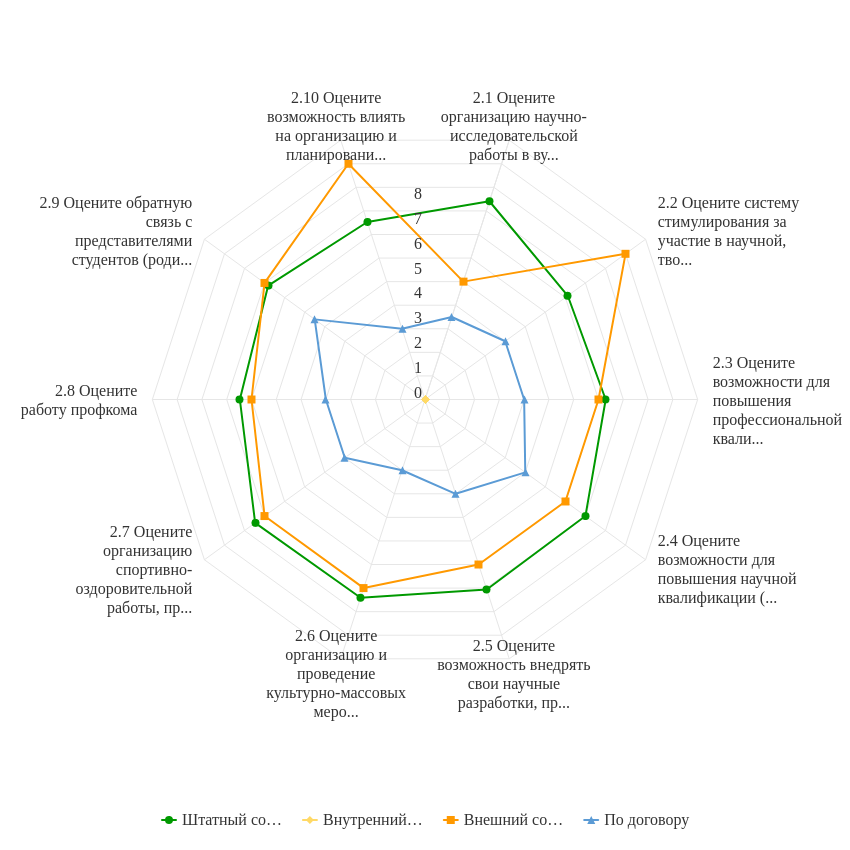 2.10 Оцените
возможность влиять
на организацию и
планировани...
2.1 Оцените
организацию научно-
исследовательской
работы в ву...
2.9 Оцените обратную
связь с
представителями
студентов (роди...
2.2 Оцените систему
стимулирования за
участие в научной,
тво...
8
7
6
5
4
3
2
1
0
2.8 Оцените
работу профкома
2.3 Оцените
возможности для
повышения
профессиональной
квали...
2.7 Оцените
организацию
спортивно-
оздоровительной
работы, пр...
2.4 Оцените
возможности для
повышения научной
квалификации (...
2.6 Оцените
организацию и
проведение
культурно-массовых
меро...
2.5 Оцените
возможность внедрять
свои научные
разработки, пр...
Штатный со… Внутренний… Внешний со… По договору